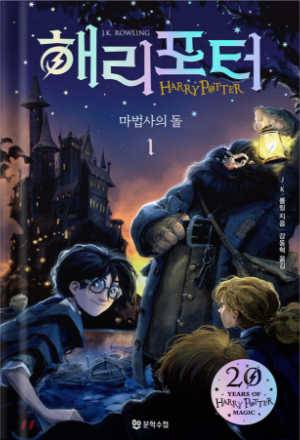 J.K. ROWLING
해리포터
HARRY POTTER
마법사의 돌
1
J.K. 롤링 지음
강동혁 옮김
20
YEARS OF
HARRY POTTER
MAGIC
문학수첩